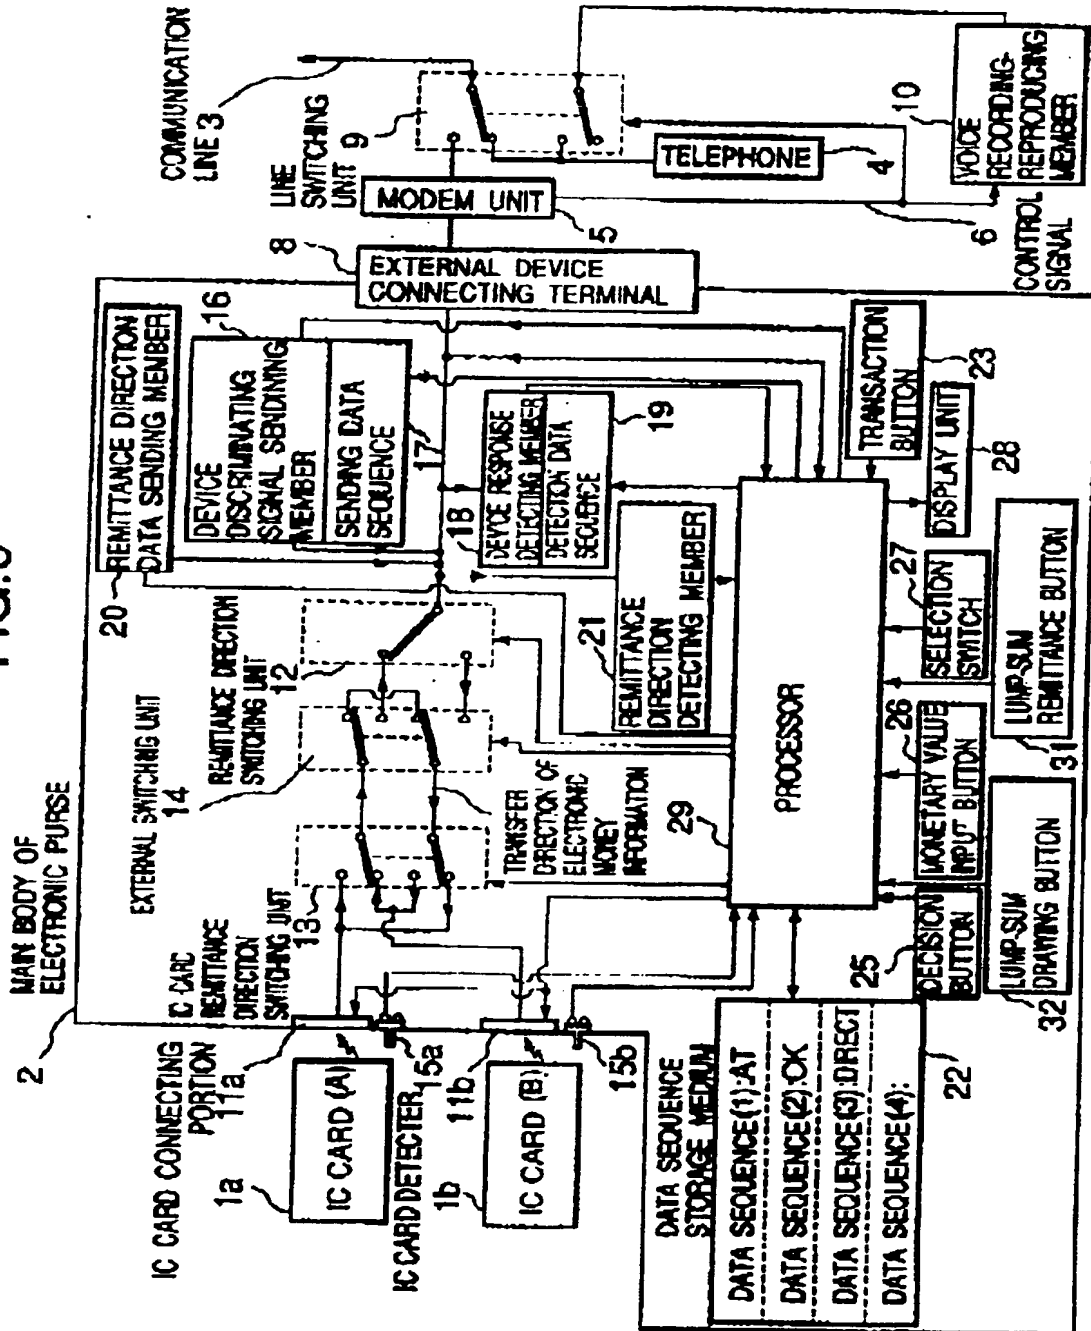 MAIN BODY OF
ELECTRONIC PURSE
2
COMMUNICATION
LINE 3
LINE
SWITCHING
UNIT
9
MODEM UNIT
5
TELEPHONE
4
6
CONTROL
SIGNAL
10
VOICE
RECORDING-
REPRODUCING
MEMBER
8
EXTERNAL DEVICE
CONNECTING TERMINAL
20
REMITTANCE DIRECTION
DATA SENDING MEMBER
16
DEVICE
DISCRIMINATING
SIGNAL SENDINING
MEMBER
SENDING DATA
SEQUENCE
17
18
DEVICE RESPONSE
DETECTING MEMBER
DETECTION DATA
SEQUENCE
19
21
REMITTANCE
DIRECTION
DETECTING MEMBER
REMITTANCE DIRECTION
SWITCHING UNIT
12
EXTERNAL SWITCHING UNIT
14
IC CARD
REMITTANCE
DIRECTION
SWITCHING UNIT
13
TRANSFER
DIRECTION OF
ELECTRONIC
MONEY
INFORMATION
IC CARD CONNECTING
PORTION
11a
1a
IC CARD (A)
IC CARD DETECTER
15a
11b
1b
IC CARD (B)
15b
29
PROCESSOR
TRANSACTION
BUTTON
23
DISPLAY UNIT
28
27
SELECTION
SWITCH
26
MONETARY VALUE
INPUT BUTTON
25
DECISION
BUTTON
LUMP-SUM
REMITTANCE BUTTON
31
LUMP-SUM
DRAWING BUTTON
32
DATA SEQUENCE
STORAGE MEDIUM
DATA SEQUENCE(1):AT
DATA SEQUENCE(2):OK
DATA SEQUENCE(3):DIRECT
DATA SEQUENCE(4):
22